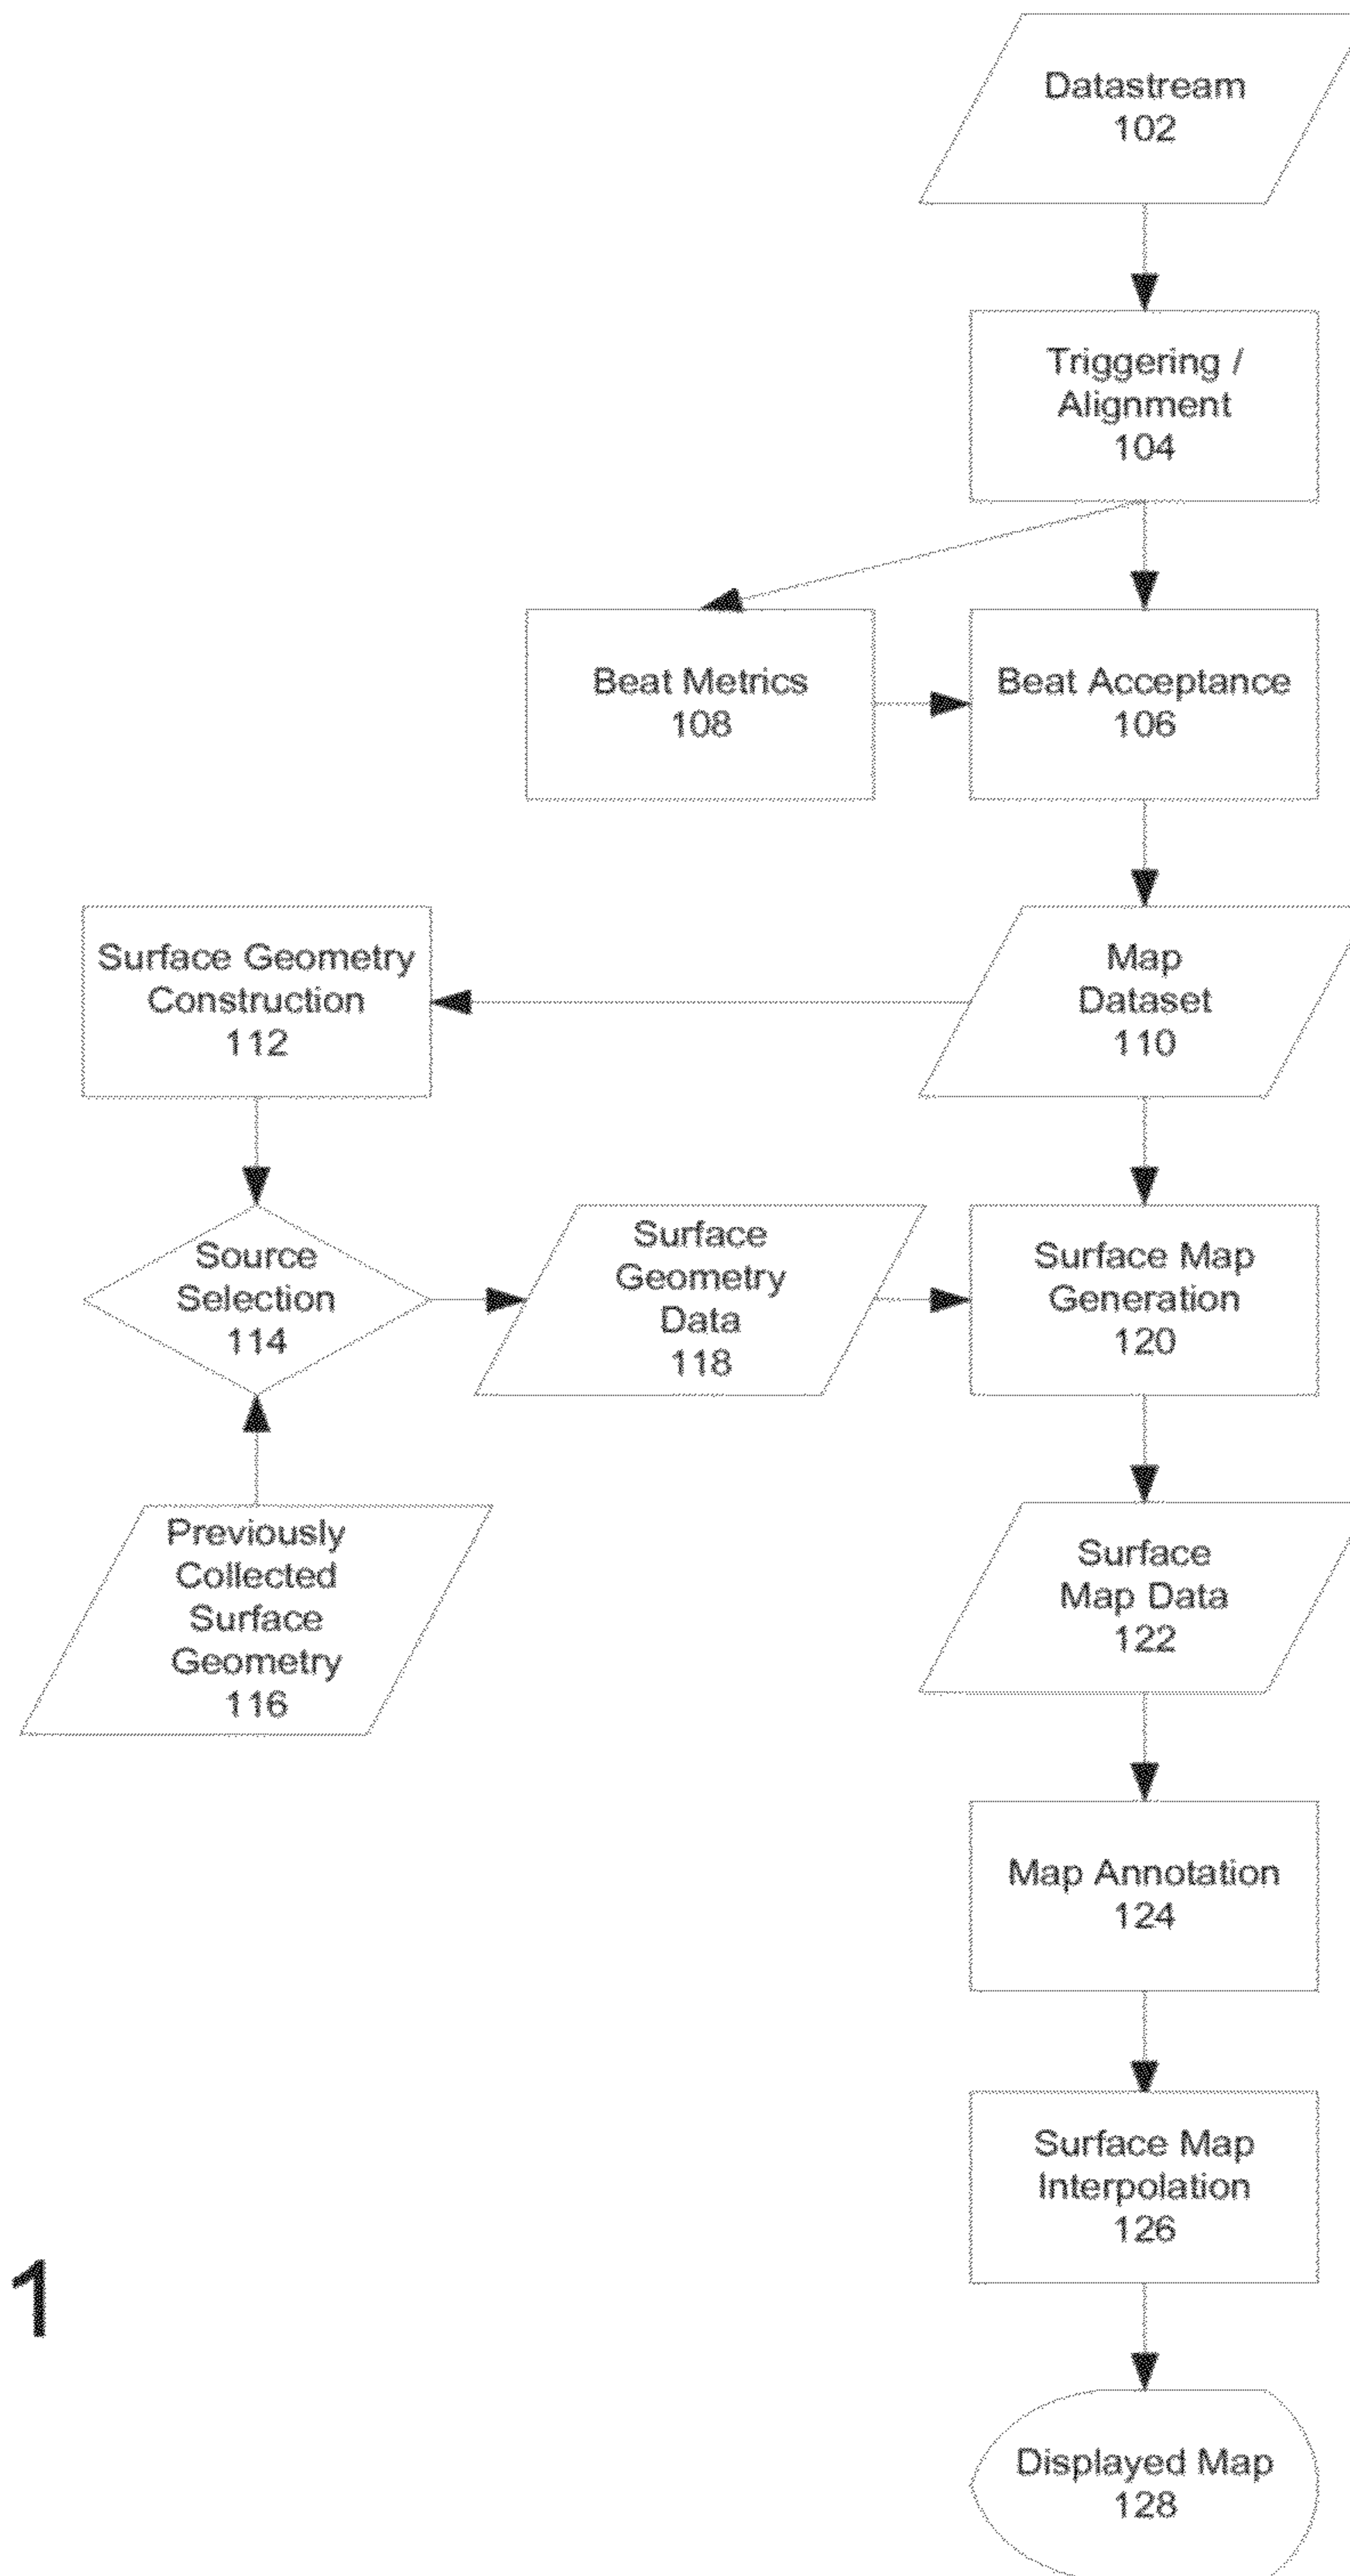 Datastream
102
Triggering /
Alignment
104
Beat Metrics
108
Beat Acceptance
106
Surface Geometry
Construction
112
Map
Dataset
110
Source
Selection
114
Surface
Geometry
Data
118
Surface Map
Generation
120
Previously
Collected
Surface
Geometry
116
Surface
Map Data
122
Map Annotation
124
Surface Map
Interpolation
126
1
Displayed Map
128